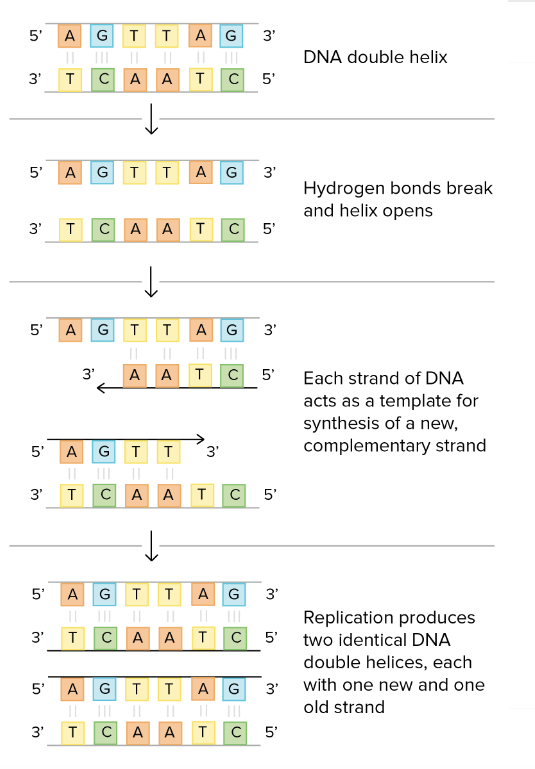 5’ A G T T A G 3’
DNA double helix
3’ T C A A T C 5’
5’ A G T T A G 3’
Hydrogen bonds break
and helix opens
3’ T C A A T C 5’
5’ A G T T A G 3’
3’ A A T C 5’
Each strand of DNA
acts as a template for
synthesis of a new,
complementary strand
5’ A G T T 3’
3’ T C A A T C 5’
5’ A G T T A G 3’
3’ T C A A T C 5’
Replication produces
two identical DNA
double helices, each
with one new and one
old strand
5’ A G T T A G 3’
3’ T C A A T C 5’